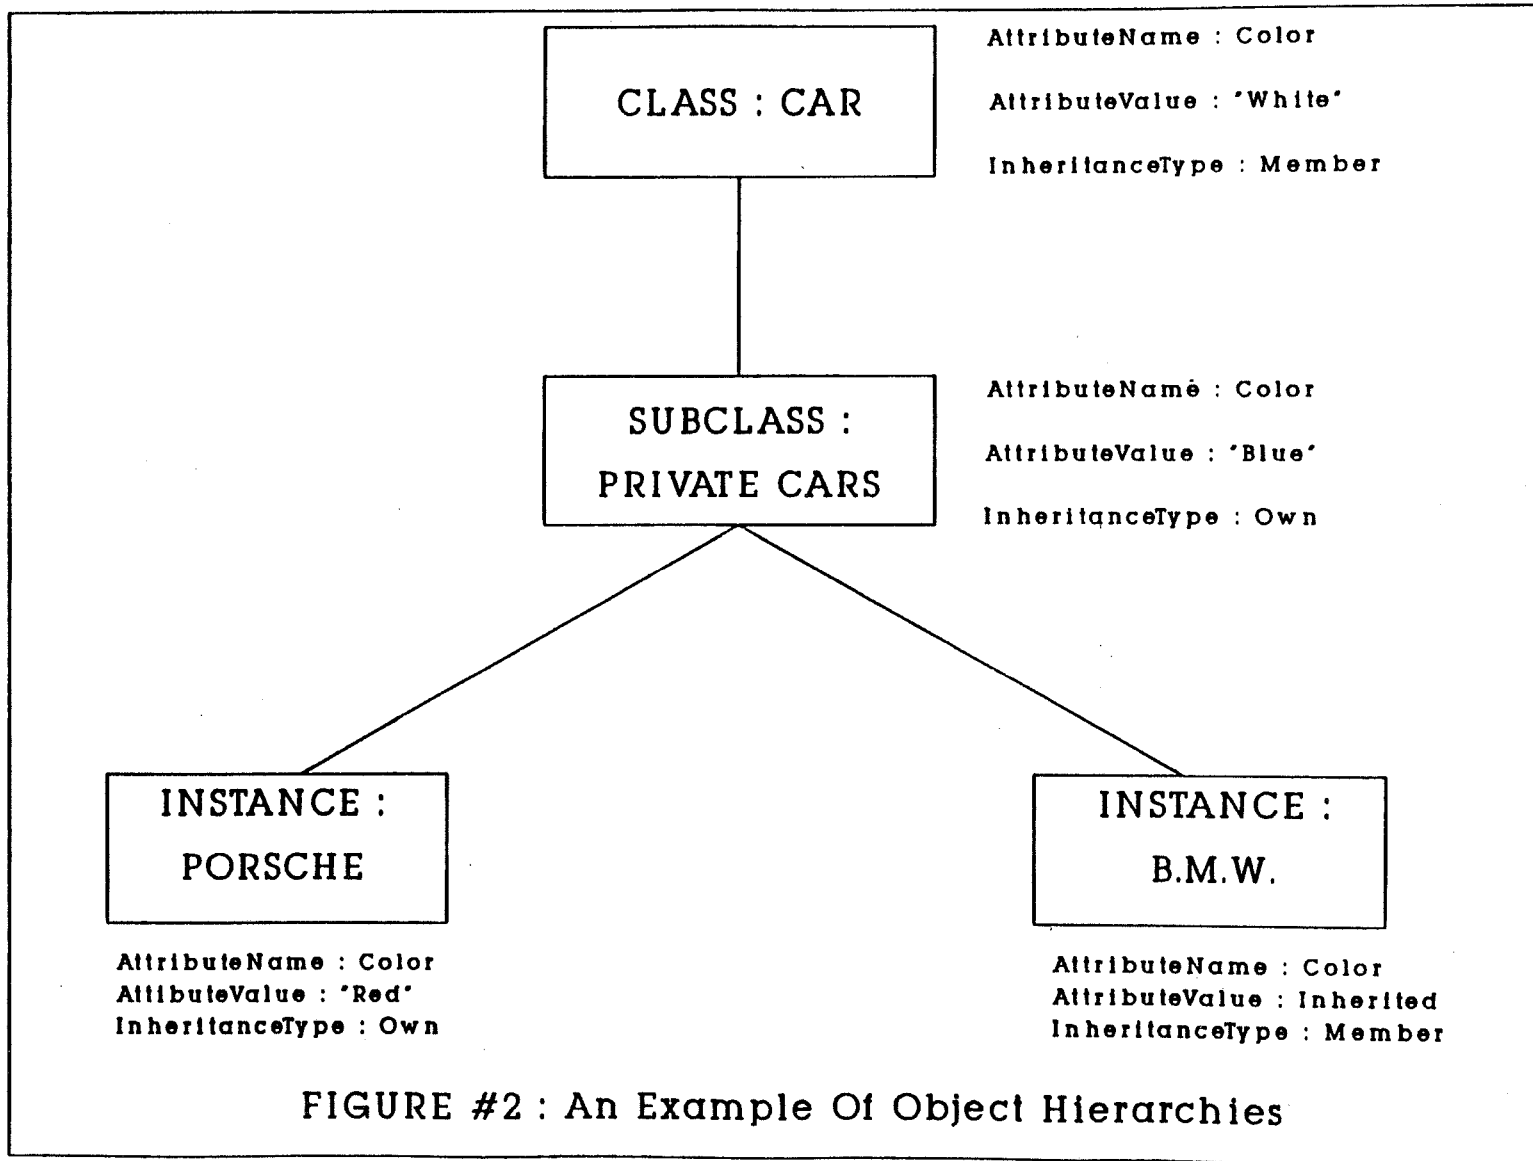 CLASS : CAR
AttributeName : Color
AttributeValue : "White"
InheritanceType : Member
SUBCLASS :
PRIVATE CARS
AttributeName : Color
AttributeValue : "Blue"
InheritanceType : Own
INSTANCE :
PORSCHE
AttributeName : Color
AttibuteValue : "Red"
InheritanceType : Own
INSTANCE :
B.M.W.
AttributeName : Color
AttributeValue : Inherited
InheritanceType : Member
FIGURE #2 : An Example Of Object Hierarchies